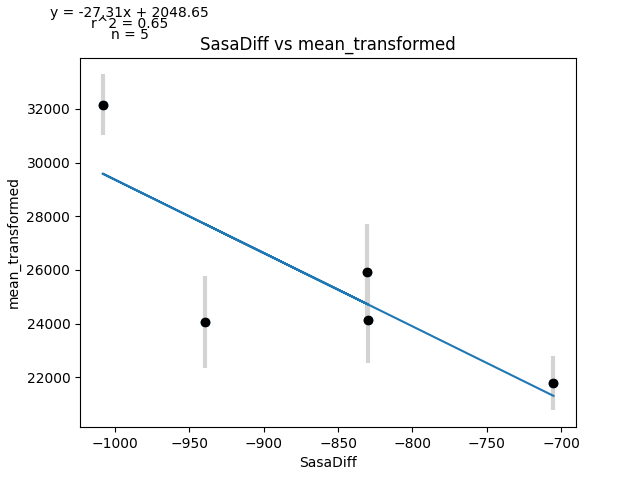 y = -27.31x + 2048.65
r^2 = 0.65
n = 5
SasaDiff vs mean_transformed
32000
30000
28000
26000
24000
22000
mean_transformed
−1000
−950
−900
−850
−800
−750
−700
SasaDiff